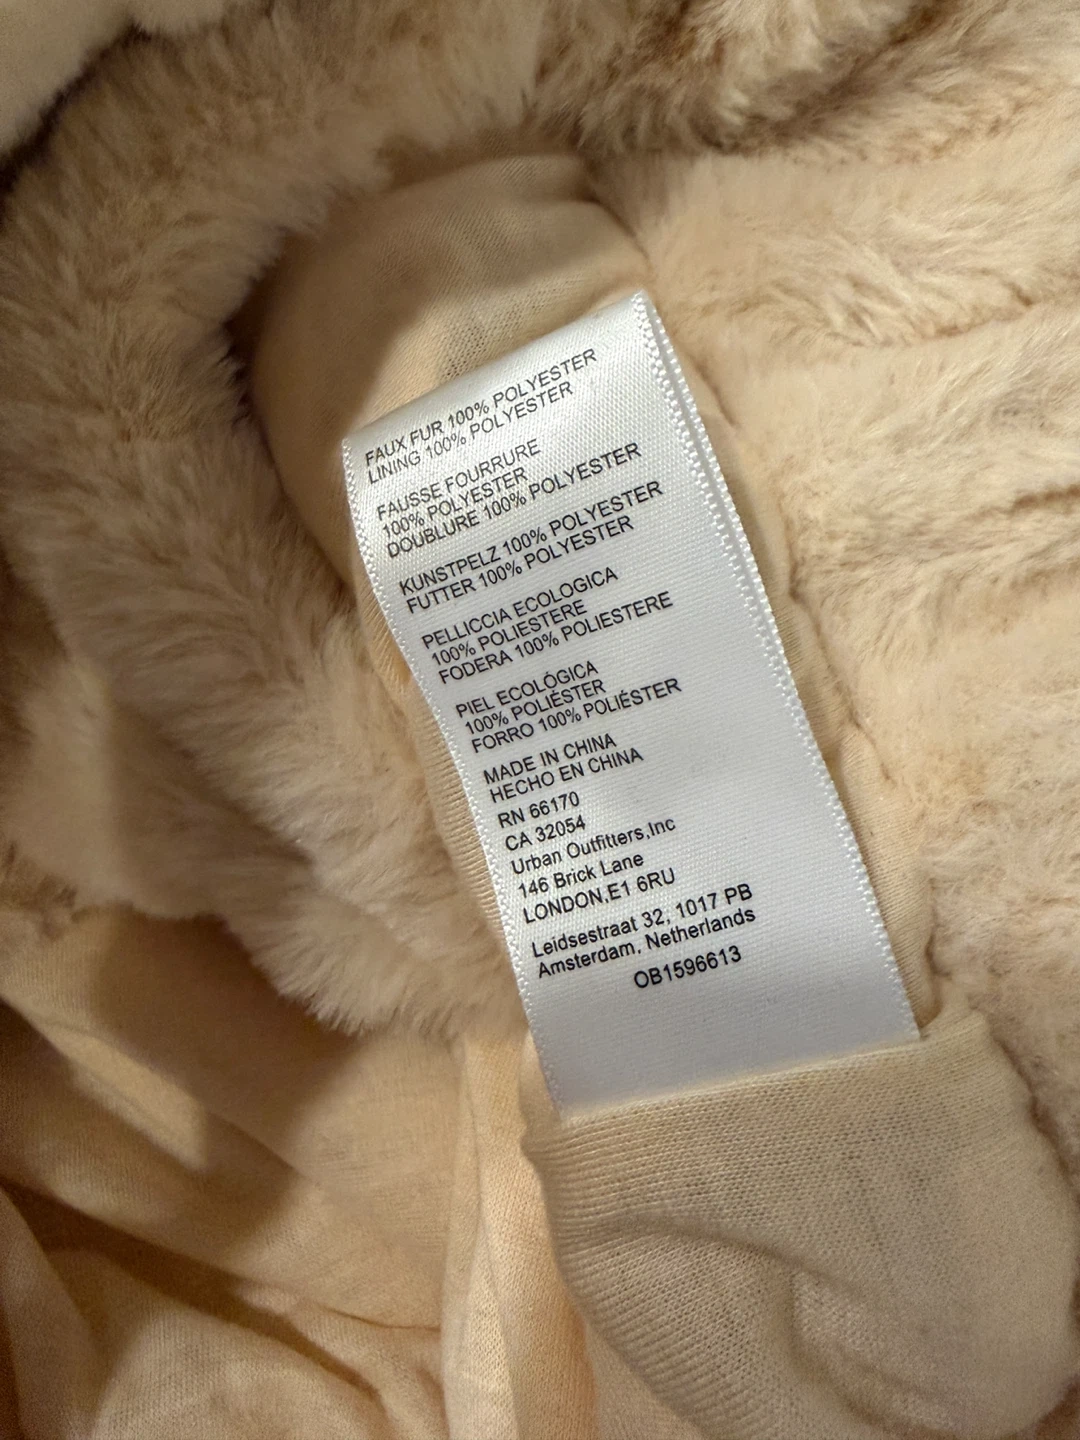 FAUX FUR 100% POLYESTER
LINING 100% POLYESTER
FAUSSE FOURRURE
100% POLYESTER
DOUBLURE 100% POLYESTER
KUNSTPELZ 100% POLYESTER
FUTTER 100% POLYESTER
PELLICCIA ECOLOGICA
100% POLIESTERE
FODERA 100% POLIESTERE
PIEL ECOLÓGICA
100% POLIÉSTER
FORRO 100% POLIÉSTER
MADE IN CHINA
HECHO EN CHINA
RN 66170
CA 32054
Urban Outfitters,Inc
146 Brick Lane
LONDON,E1 6RU
Leidsestraat 32, 1017 PB
Amsterdam, Netherlands
OB1596613